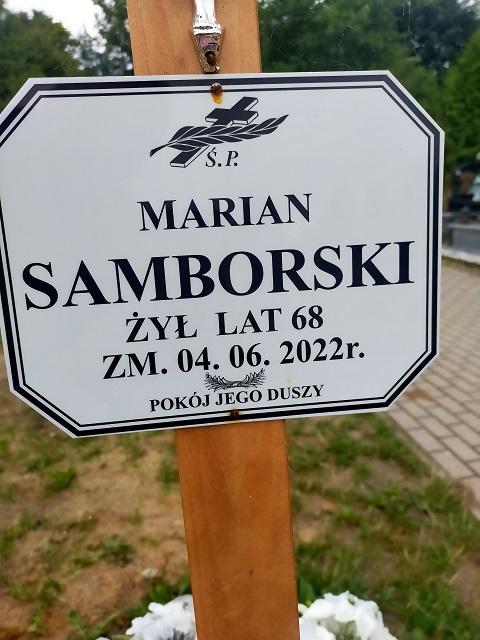 Ś.P.
MARIAN
SAMBORSKI
ŻYŁ LAT 68
ZM. 04. 06. 2022r.
POKÓJ JEGO DUSZY